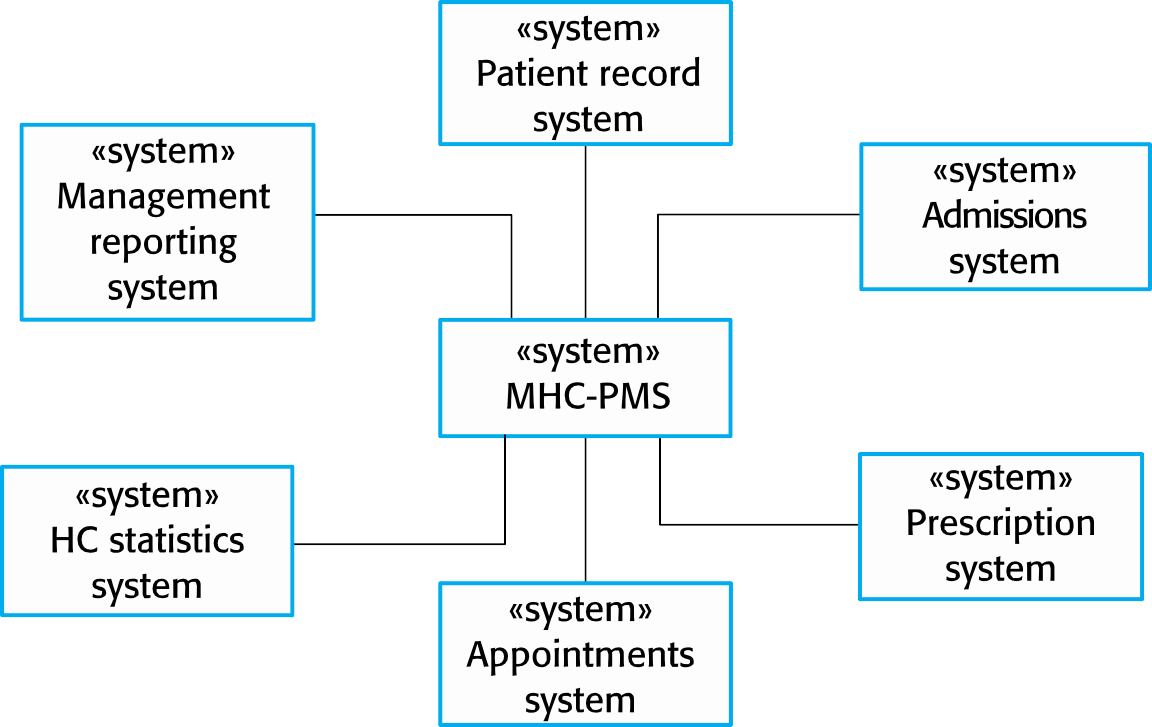 «system»
Patient record
system
«system»
Management
reporting
system
«system»
Admissions
system
«system»
MHC-PMS
«system»
HC statistics
system
«system»
Prescription
system
«system»
Appointments
system